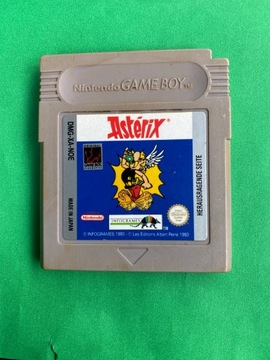 Nintendo GAME BOY™
DMG-XA-NOE
MADE IN JAPAN
Astérix
Nintendo
INFOGRAMES
HERAUSRAGENDE SEITE
© INFOGRAMES 1993 © Les Editions Albert René 1993